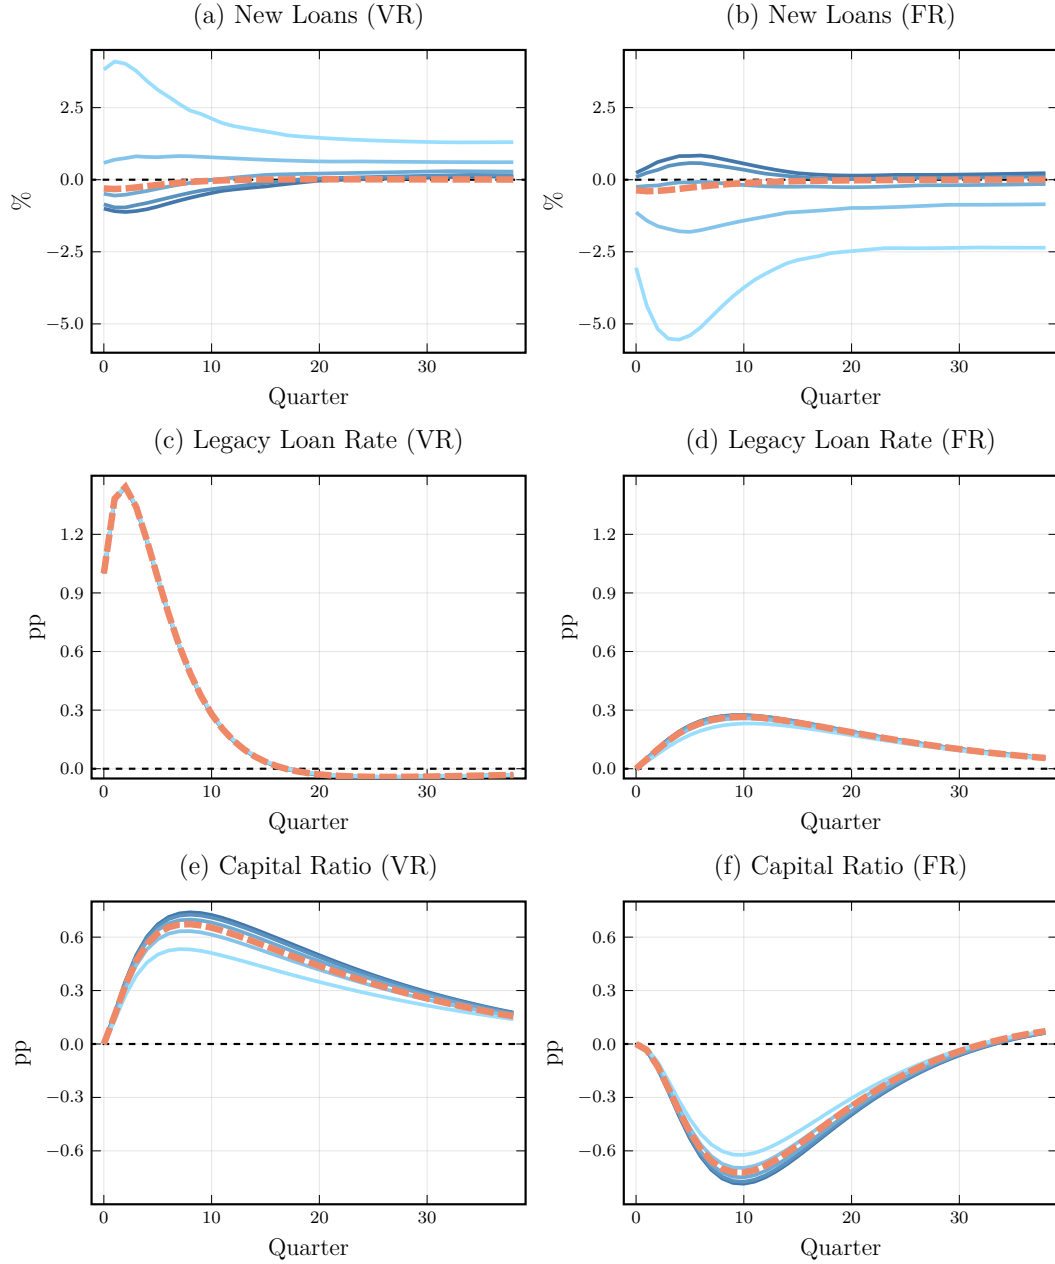 (a) New Loans (VR)
%
2.5
0.0
−2.5
−5.0
0 10 20 30
Quarter
(b) New Loans (FR)
%
2.5
0.0
−2.5
−5.0
0 10 20 30
Quarter
(c) Legacy Loan Rate (VR)
pp
1.2
0.9
0.6
0.3
0.0
0 10 20 30
Quarter
(d) Legacy Loan Rate (FR)
pp
1.2
0.9
0.6
0.3
0.0
0 10 20 30
Quarter
(e) Capital Ratio (VR)
pp
0.6
0.3
0.0
−0.3
−0.6
0 10 20 30
Quarter
(f) Capital Ratio (FR)
pp
0.6
0.3
0.0
−0.3
−0.6
0 10 20 30
Quarter